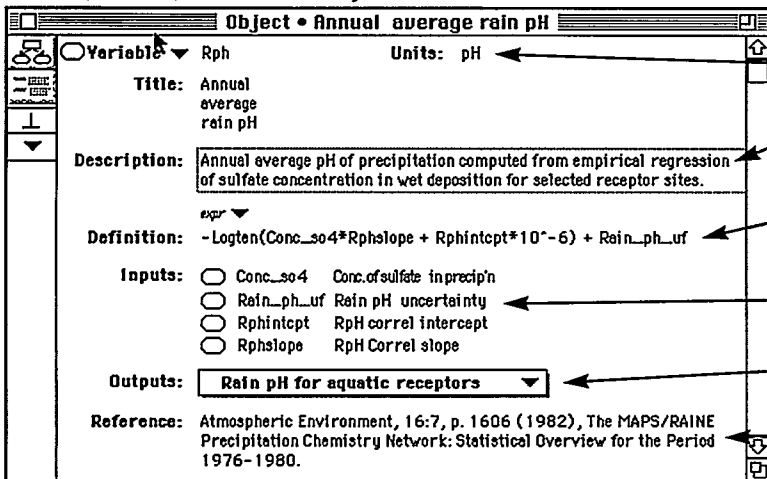 Object • Annual average rain pH
Variable Rph Units: pH
Title: Annual
average
rain pH
Description: Annual average pH of precipitation computed from empirical regression
of sulfate concentration in wet deposition for selected receptor sites.
expr
Definition: -Logten(Conc_so4*Rphslope + Rphintcpt*10^-6) + Rain_ph_uf
Inputs: Conc_so4 Conc.of sulfate in precip'n
Rain_ph_uf Rain pH uncertainty
Rphintcpt RpH correl intercept
Rphslope RpH Correl slope
Outputs: Rain pH for aquatic receptors
Reference: Atmospheric Environment, 16:7, p. 1606 (1982), The MAPS/RAINE
Precipitation Chemistry Network: Statistical Overview for the Period
1976-1980.